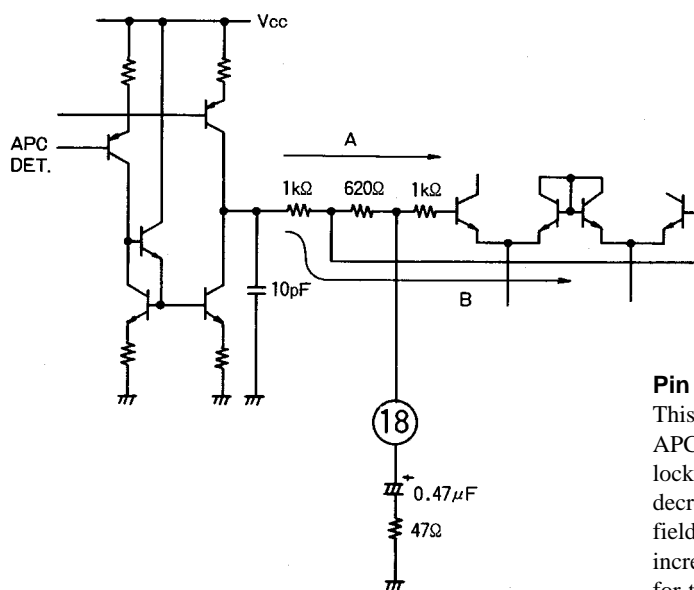 Vcc
APC
DET.
A
1kΩ
620Ω
1kΩ
10pF
B
18
0.47µF
47Ω
Pin
This
APC
lock
decr
field
incre
for t